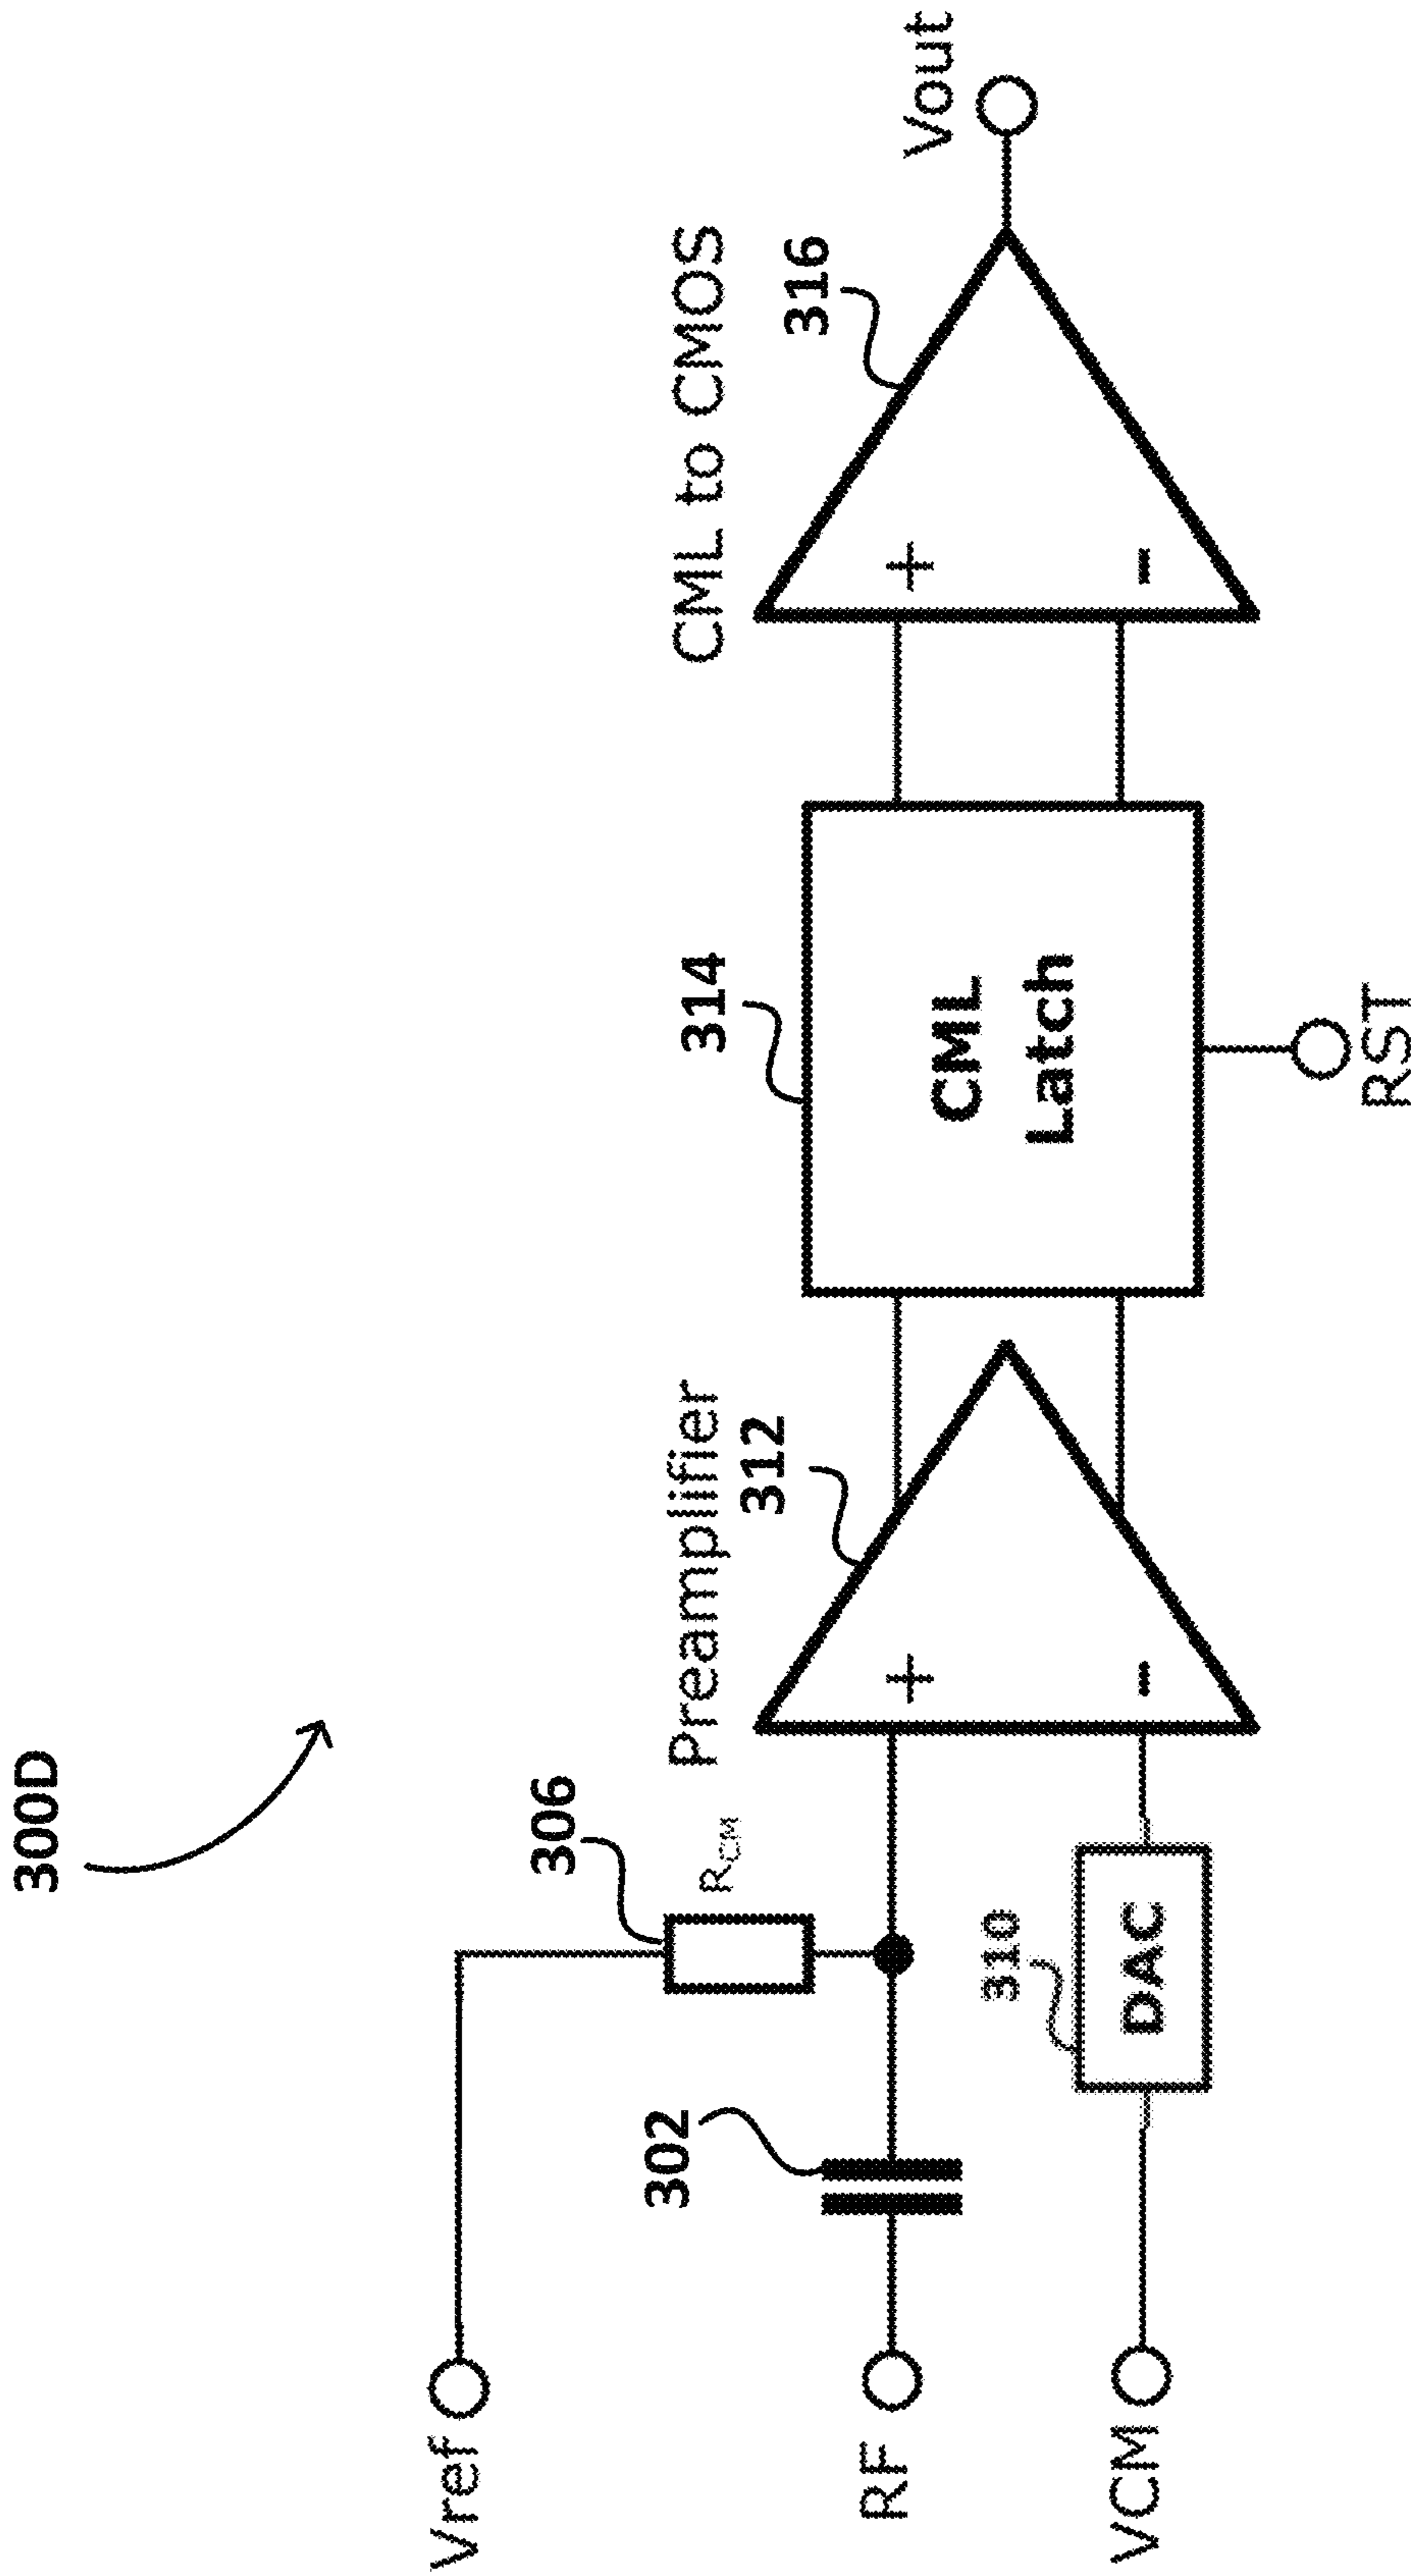 300D
Vref
306
R_CM
302
RF
VCM
310
DAC
Preamplifier
312
+
-
314
CML
Latch
RST
CML to CMOS
316
+
-
Vout